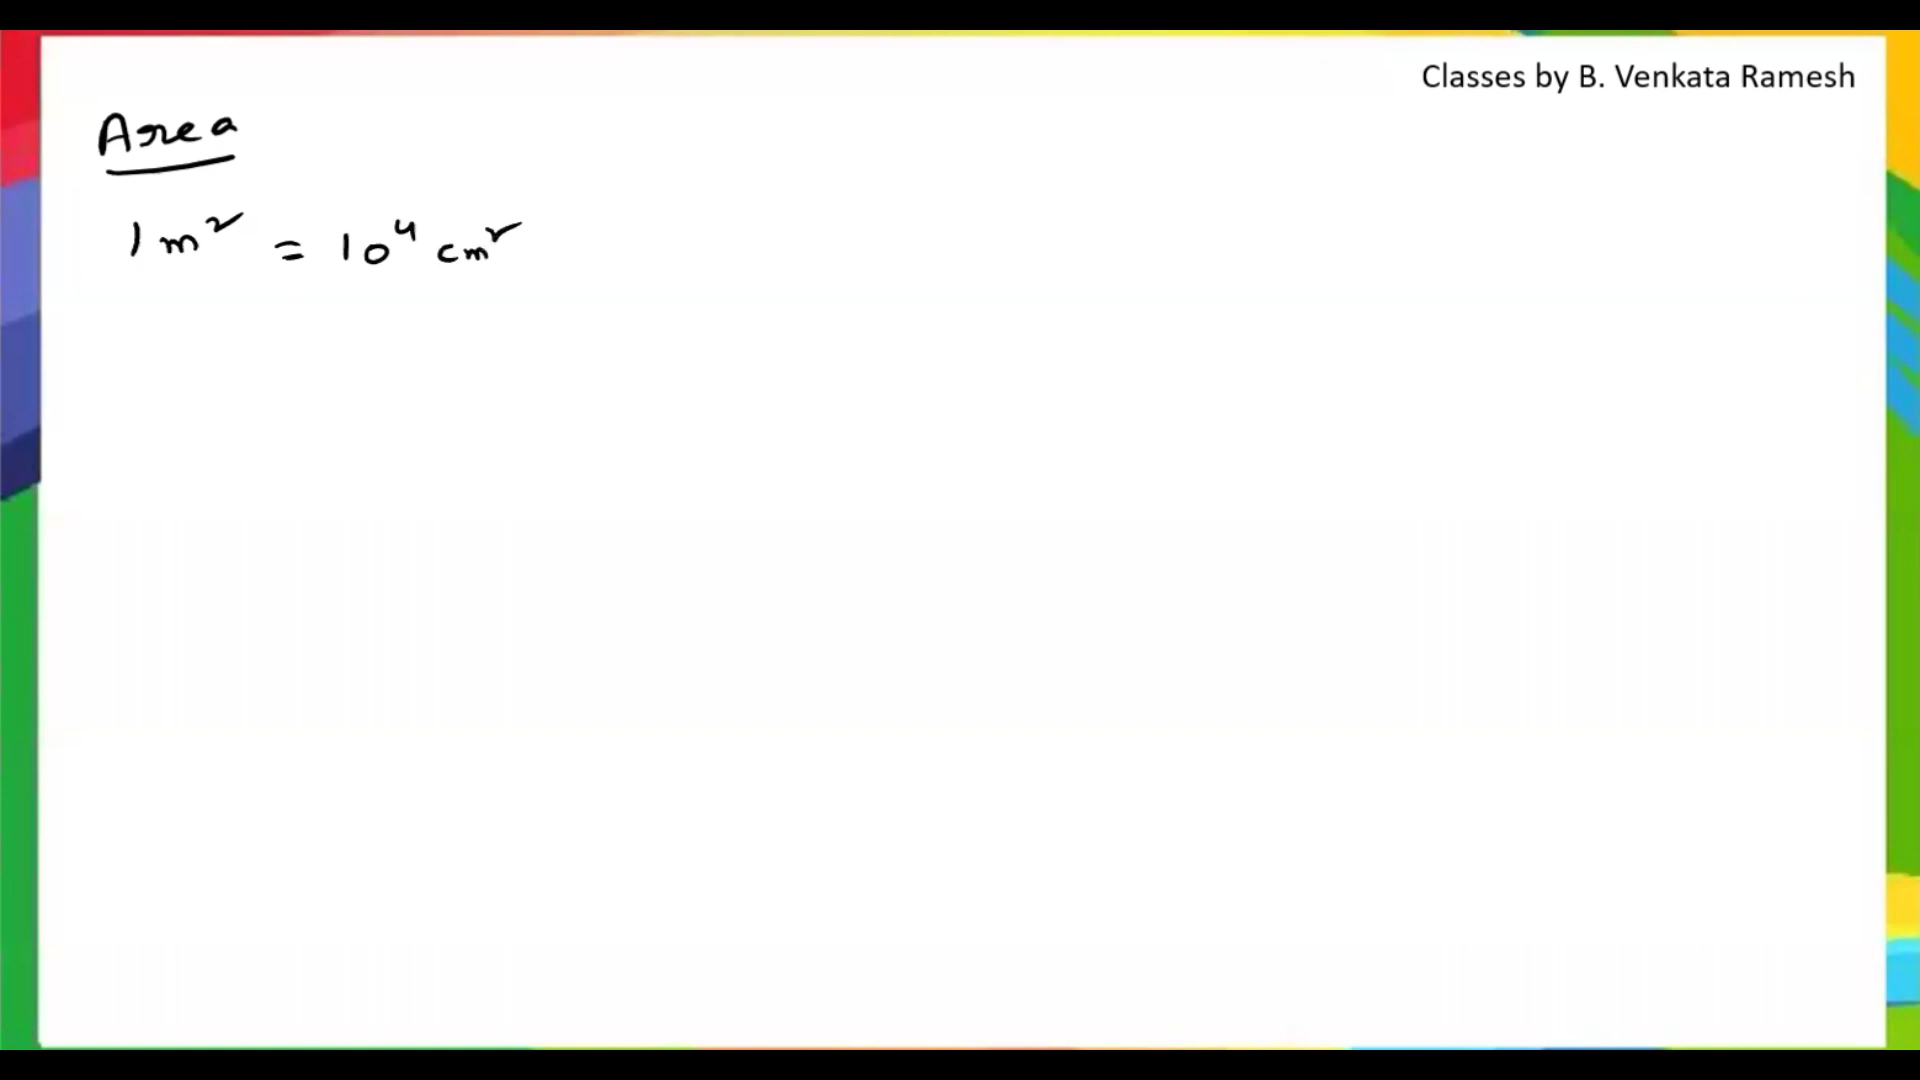 Classes by B. Venkata Ramesh
Area
1 m² = 10⁴ cm²